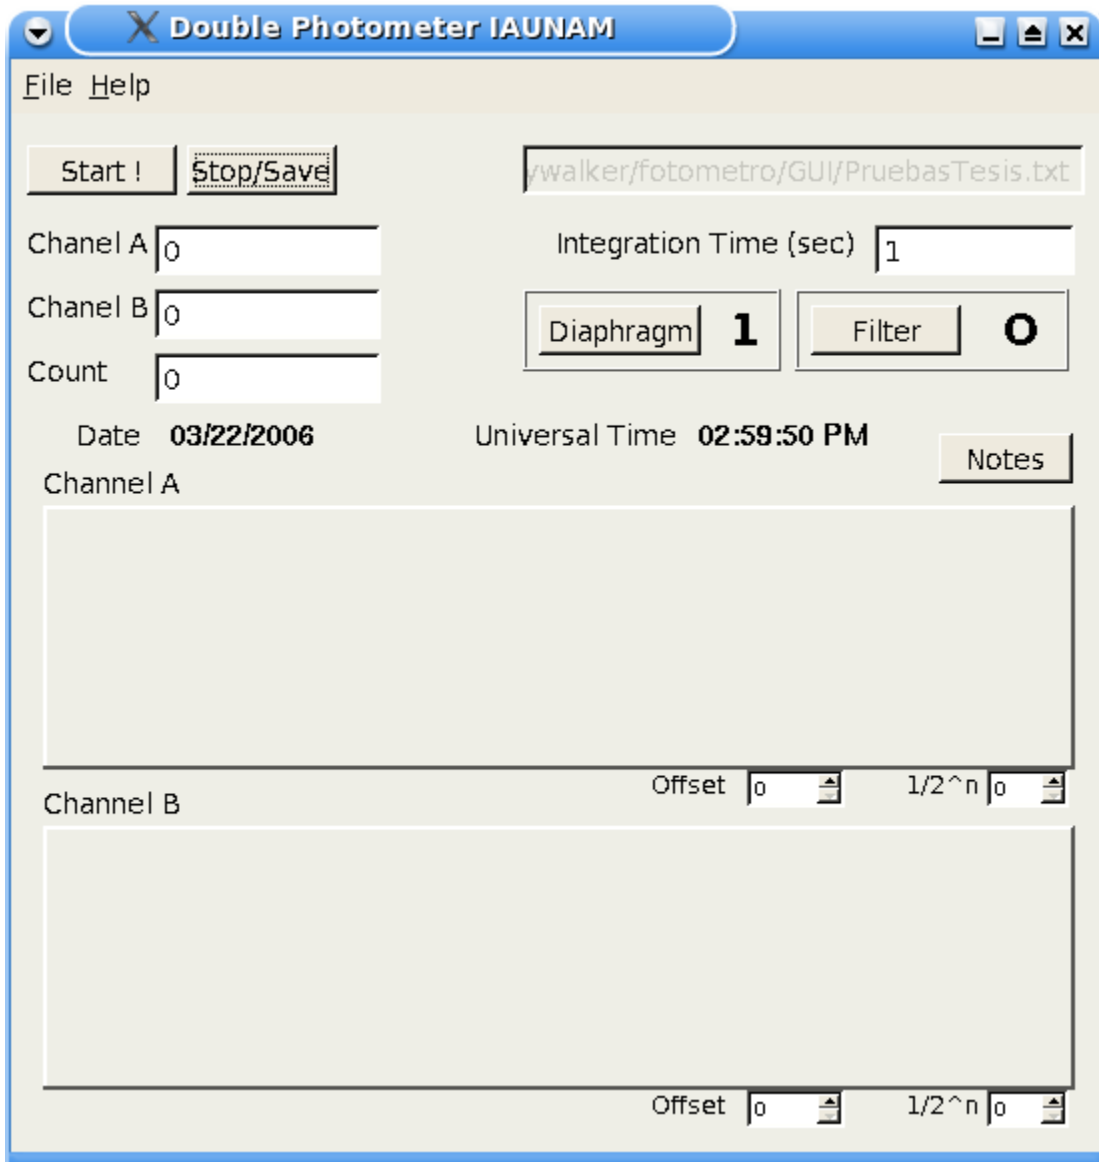 Double Photometer IAUNAM
File Help
Start !
Stop/Save
ywalker/fotometro/GUI/PruebasTesis.txt
Chanel A 0
Integration Time (sec) 1
Chanel B 0
Diaphragm 1
Filter O
Count 0
Date 03/22/2006
Universal Time 02:59:50 PM
Notes
Channel A
Offset 0
1/2^n 0
Channel B
Offset 0
1/2^n 0